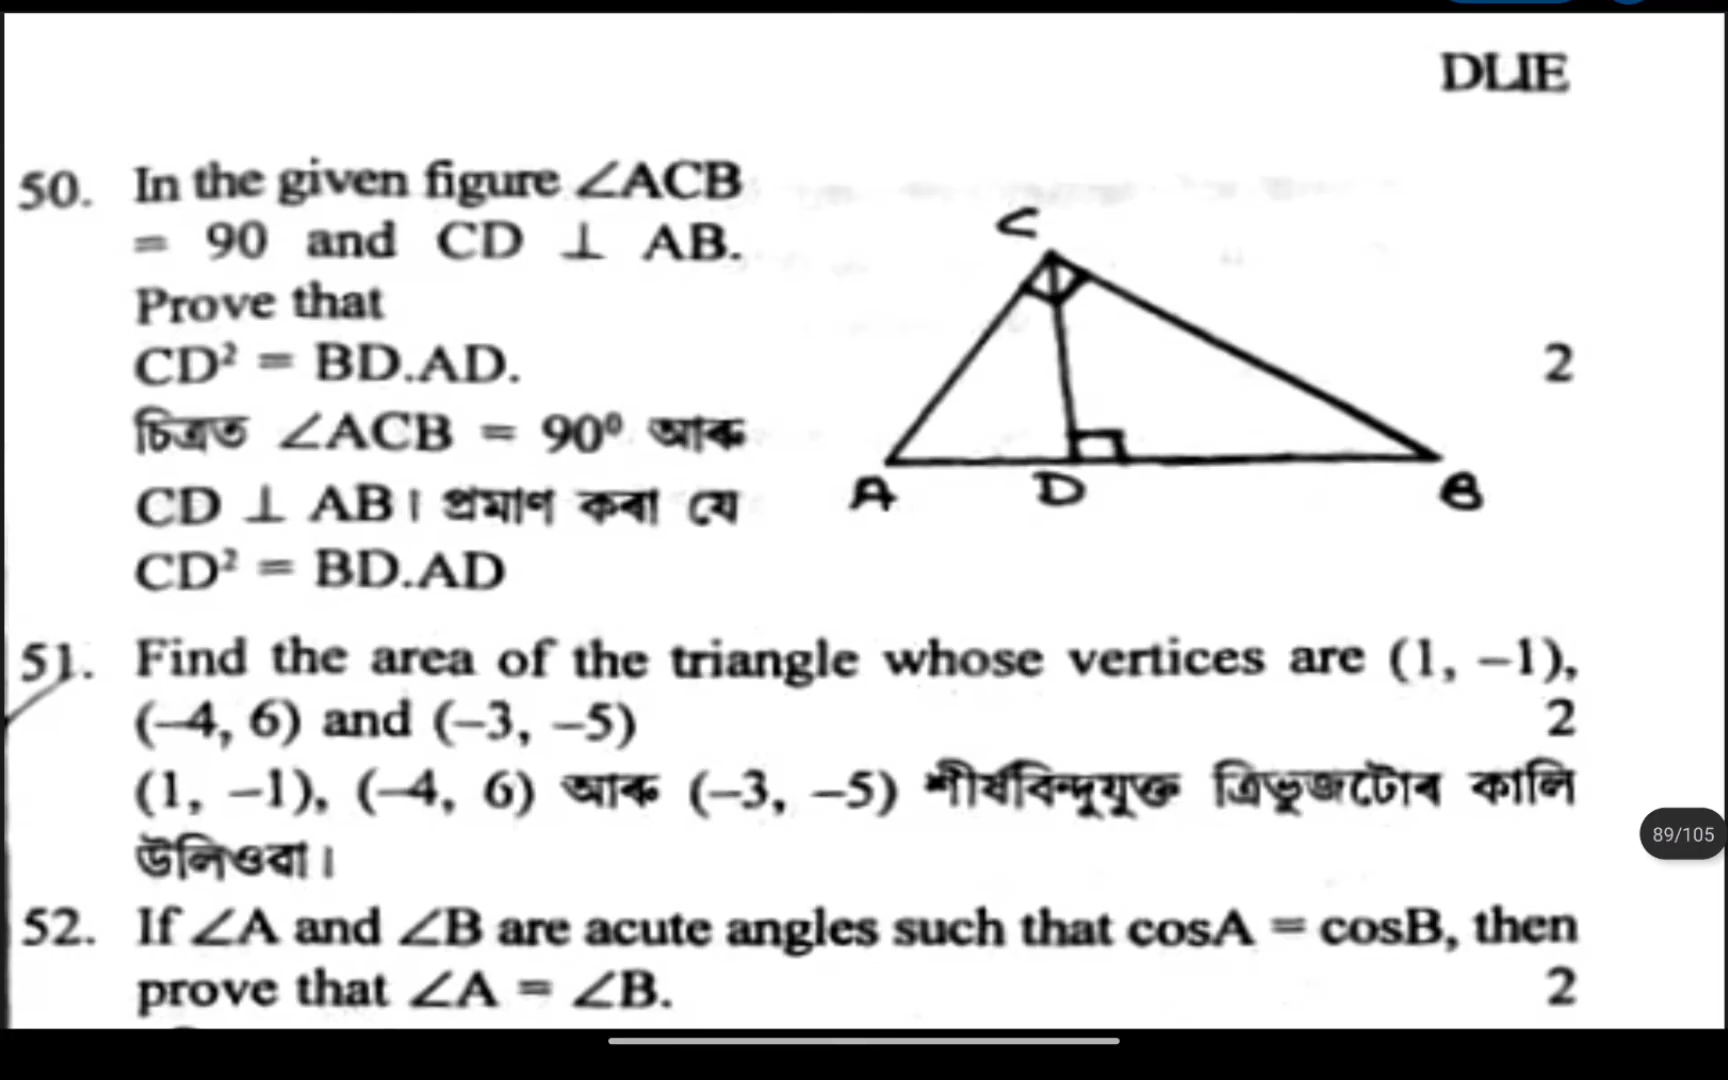 DLIE
50. In the given figure ∠ACB
= 90 and CD ⊥ AB.
Prove that
CD² = BD.AD.
2
চিত্ৰত ∠ACB = 90⁰ আৰু
CD ⊥ AB। প্ৰমাণ কৰা যে
CD² = BD.AD
C
A D B
51. Find the area of the triangle whose vertices are (1, –1),
(–4, 6) and (–3, –5) 2
(1, –1), (–4, 6) আৰু (–3, –5) শীৰ্ষবিন্দুযুক্ত ত্ৰিভুজটোৰ কালি
উলিওৱা।
89/105
52. If ∠A and ∠B are acute angles such that cosA = cosB, then
prove that ∠A = ∠B. 2